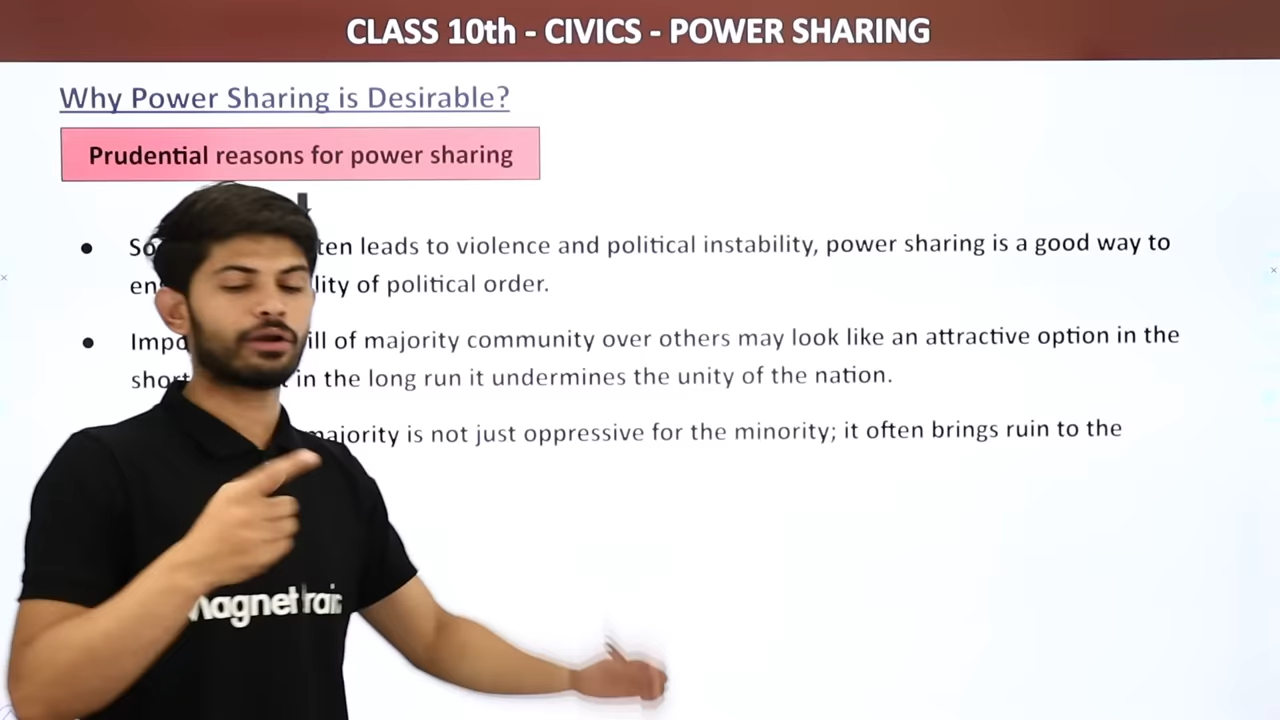 CLASS 10th - CIVICS - POWER SHARING
Why Power Sharing is Desirable?
Prudential reasons for power sharing
leads to violence and political instability, power sharing is a good way to
of political order.
of majority community over others may look like an attractive option in the
in the long run it undermines the unity of the nation.
majority is not just oppressive for the minority; it often brings ruin to the